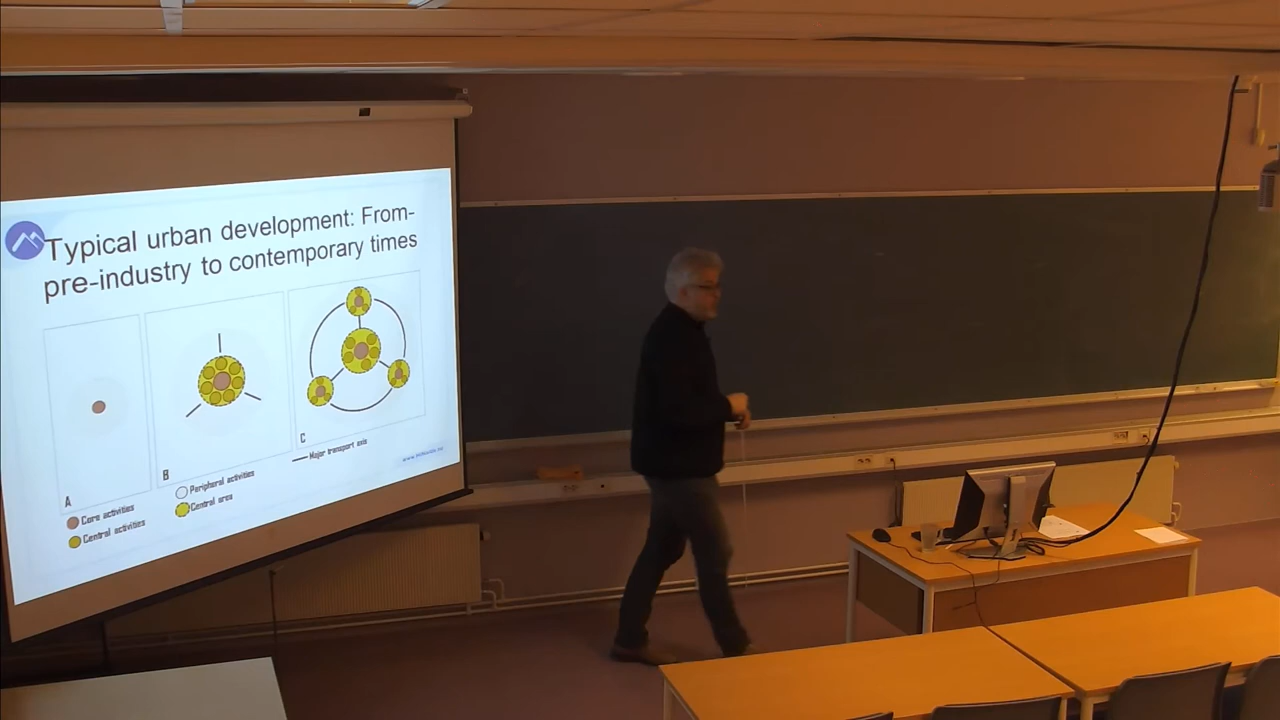 Typical urban development: From-
pre-industry to contemporary times
A
B
C
Core activities
Central activities
Peripheral activities
Central area
Major transport axis